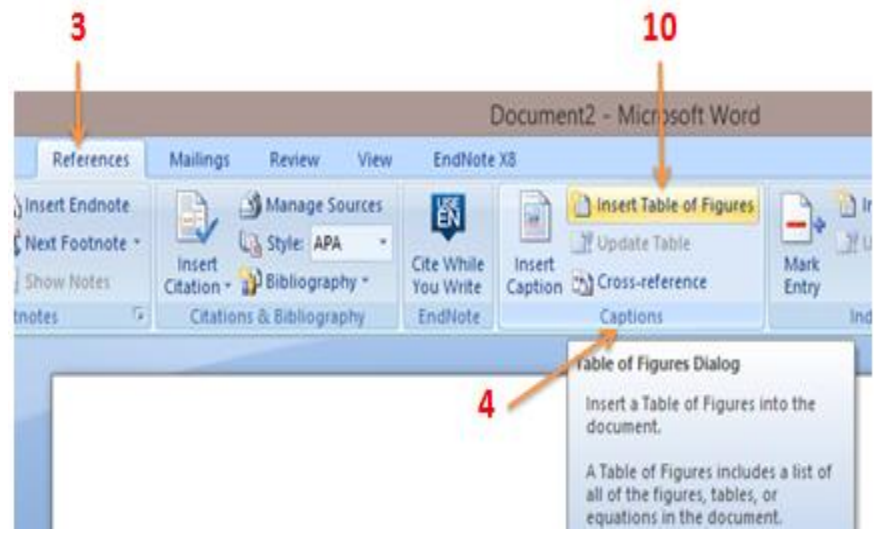 3
10
Document2 - Microsoft Word
References Mailings Review View EndNote X8
Insert Endnote
Next Footnote
Show Notes
tnotes
Insert
Citation
Manage Sources
Style: APA
Bibliography
Citations & Bibliography
USE
EN
Cite While
You Write
EndNote
Insert
Caption
Insert Table of Figures
Update Table
Cross-reference
Captions
Mark
Entry
Ind
4
Table of Figures Dialog
Insert a Table of Figures into the
document.
A Table of Figures includes a list of
all of the figures, tables, or
equations in the document.